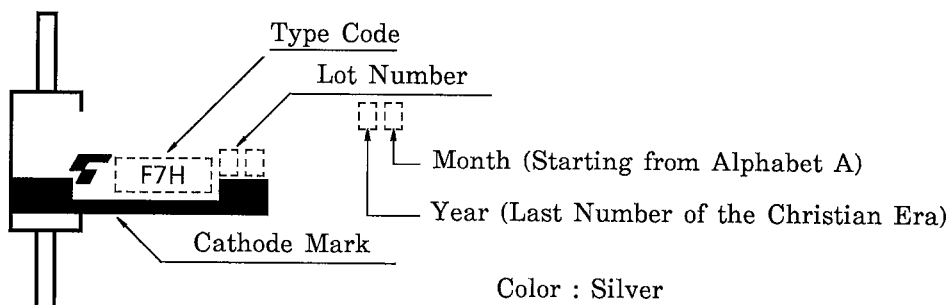 Type Code
Lot Number
F7H
Month (Starting from Alphabet A)
Year (Last Number of the Christian Era)
Cathode Mark
Color : Silver